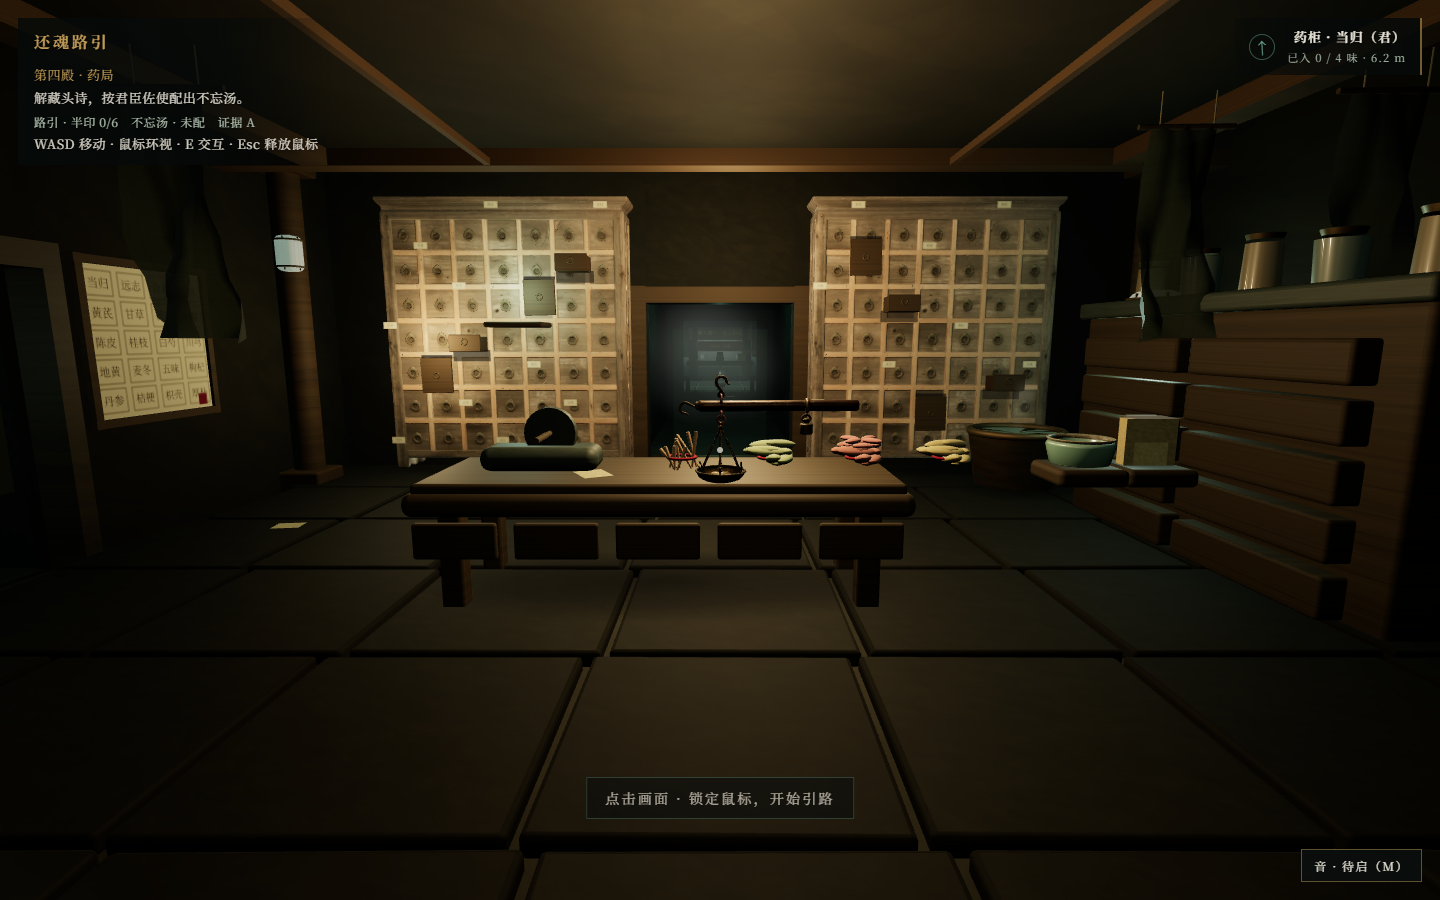 还魂路引
第四殿 · 药局
解藏头诗，按君臣佐使配出不忘汤。
路引 · 半印 0/6 不忘汤 · 未配 证据 A
WASD 移动 · 鼠标环视 · E 交互 · Esc 释放鼠标
药柜 · 当归（君）
已入 0 / 4 味 · 6.2 m
当归 远志
黄芪 甘草
陈皮 桂枝 白芍
地黄 麦冬 五味 枸杞
丹参 桔梗 枳壳
点击画面 · 锁定鼠标，开始引路
音 · 待启（M）